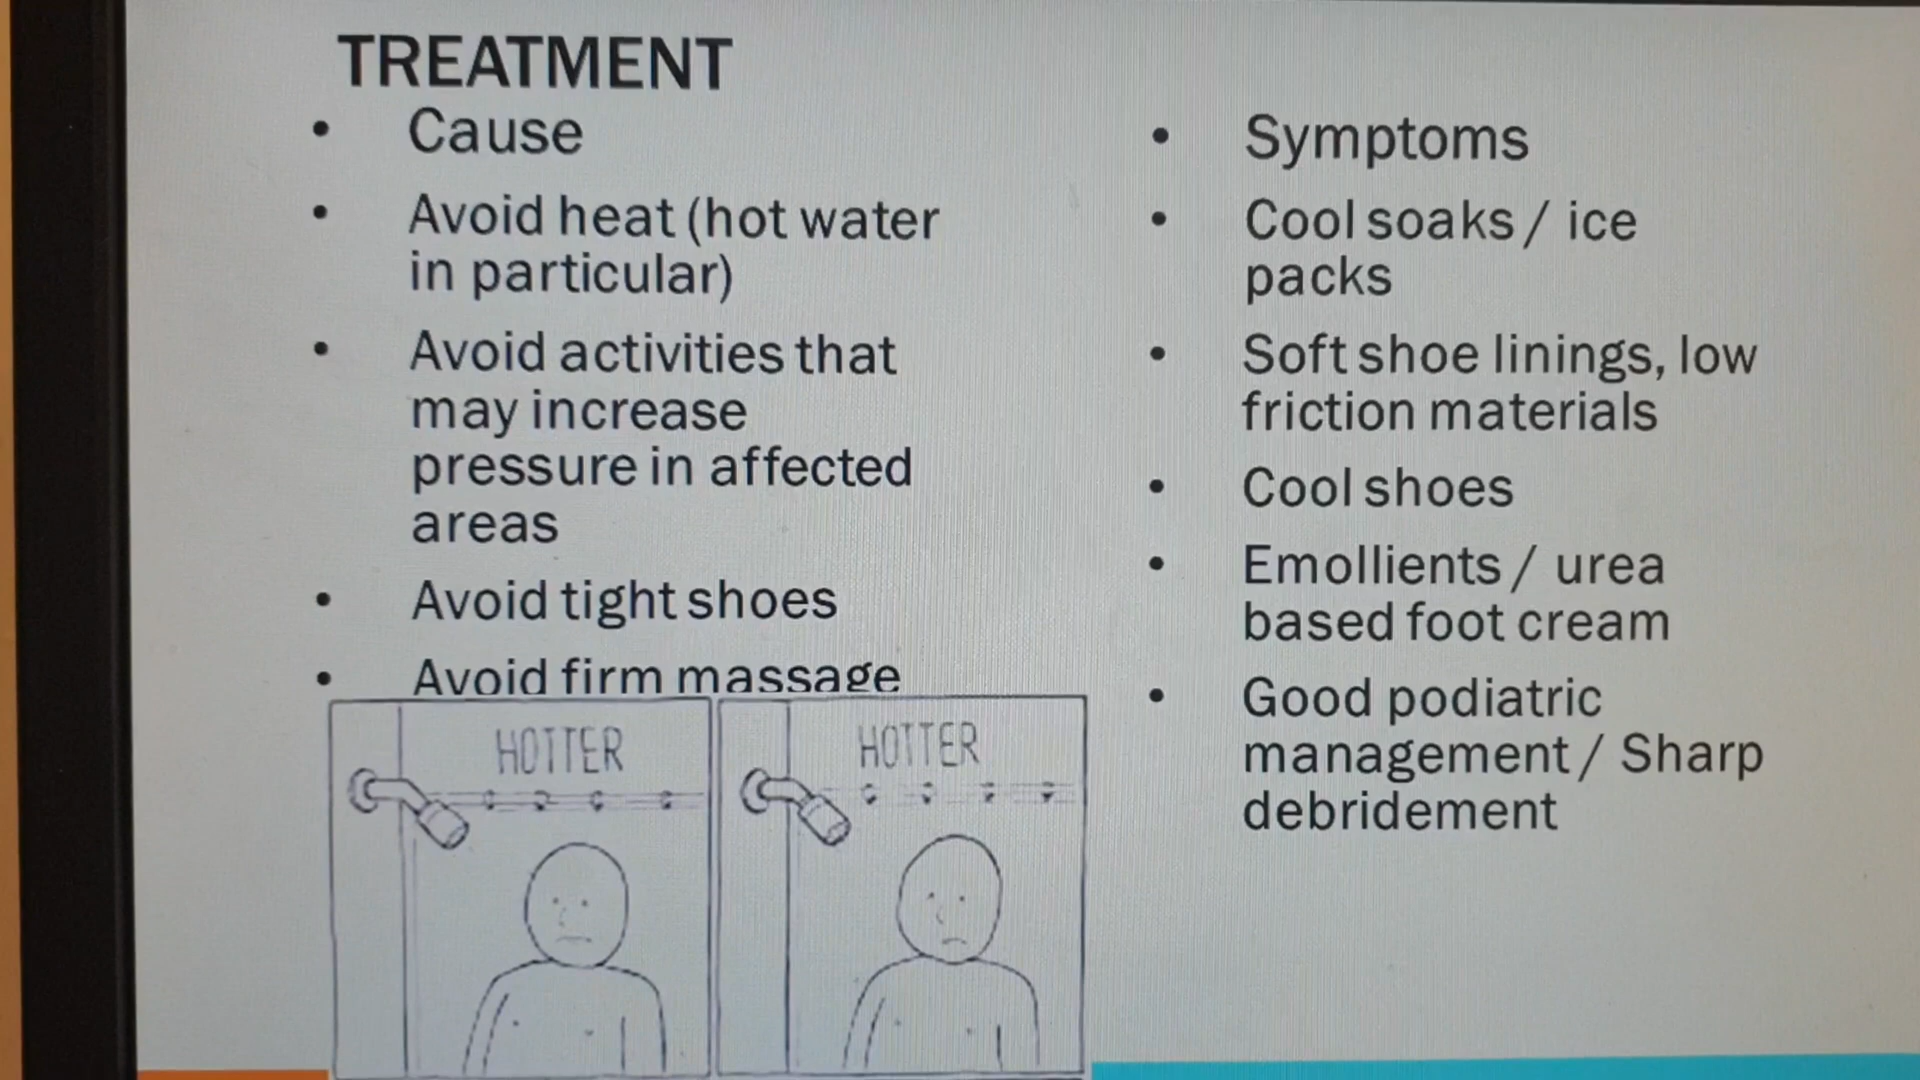 TREATMENT
• Cause
• Avoid heat (hot water
in particular)
• Avoid activities that
may increase
pressure in affected
areas
• Avoid tight shoes
• Avoid firm massage
HOTTER
HOTTER
• Symptoms
• Cool soaks / ice
packs
• Soft shoe linings, low
friction materials
• Cool shoes
• Emollients / urea
based foot cream
• Good podiatric
management / Sharp
debridement